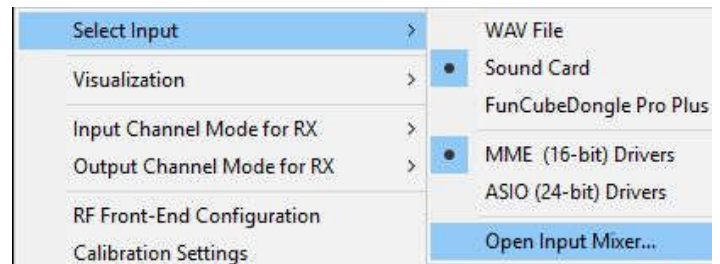 Select Input
Visualization
Input Channel Mode for RX
Output Channel Mode for RX
RF Front-End Configuration
Calibration Settings
WAV File
Sound Card
FunCubeDongle Pro Plus
MME (16-bit) Drivers
ASIO (24-bit) Drivers
Open Input Mixer...